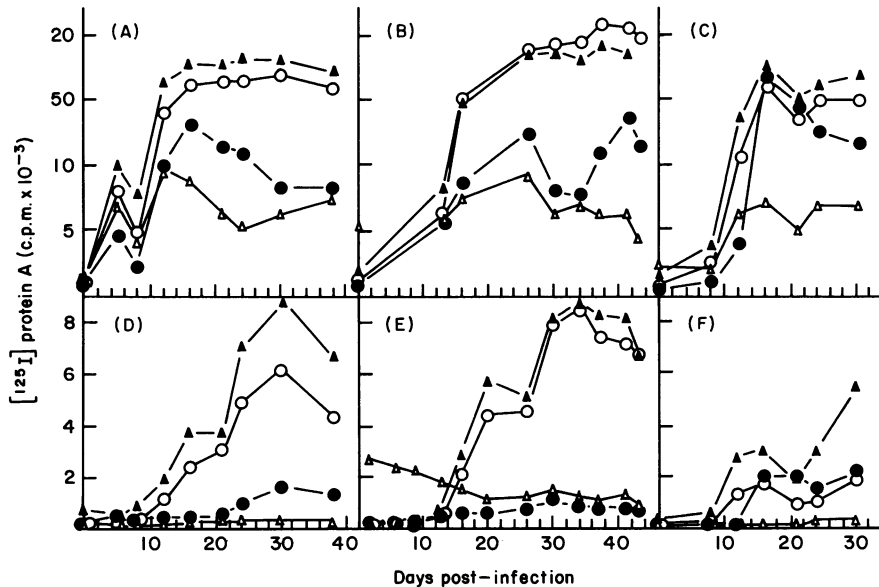 (A) (B) (C)
20
50
10
5
[¹²⁵I] protein A (c.p.m. x 10⁻³)
(D) (E) (F)
8
6
4
2
10 20 30 40 10 20 30 40 10 20 30
Days post-infection